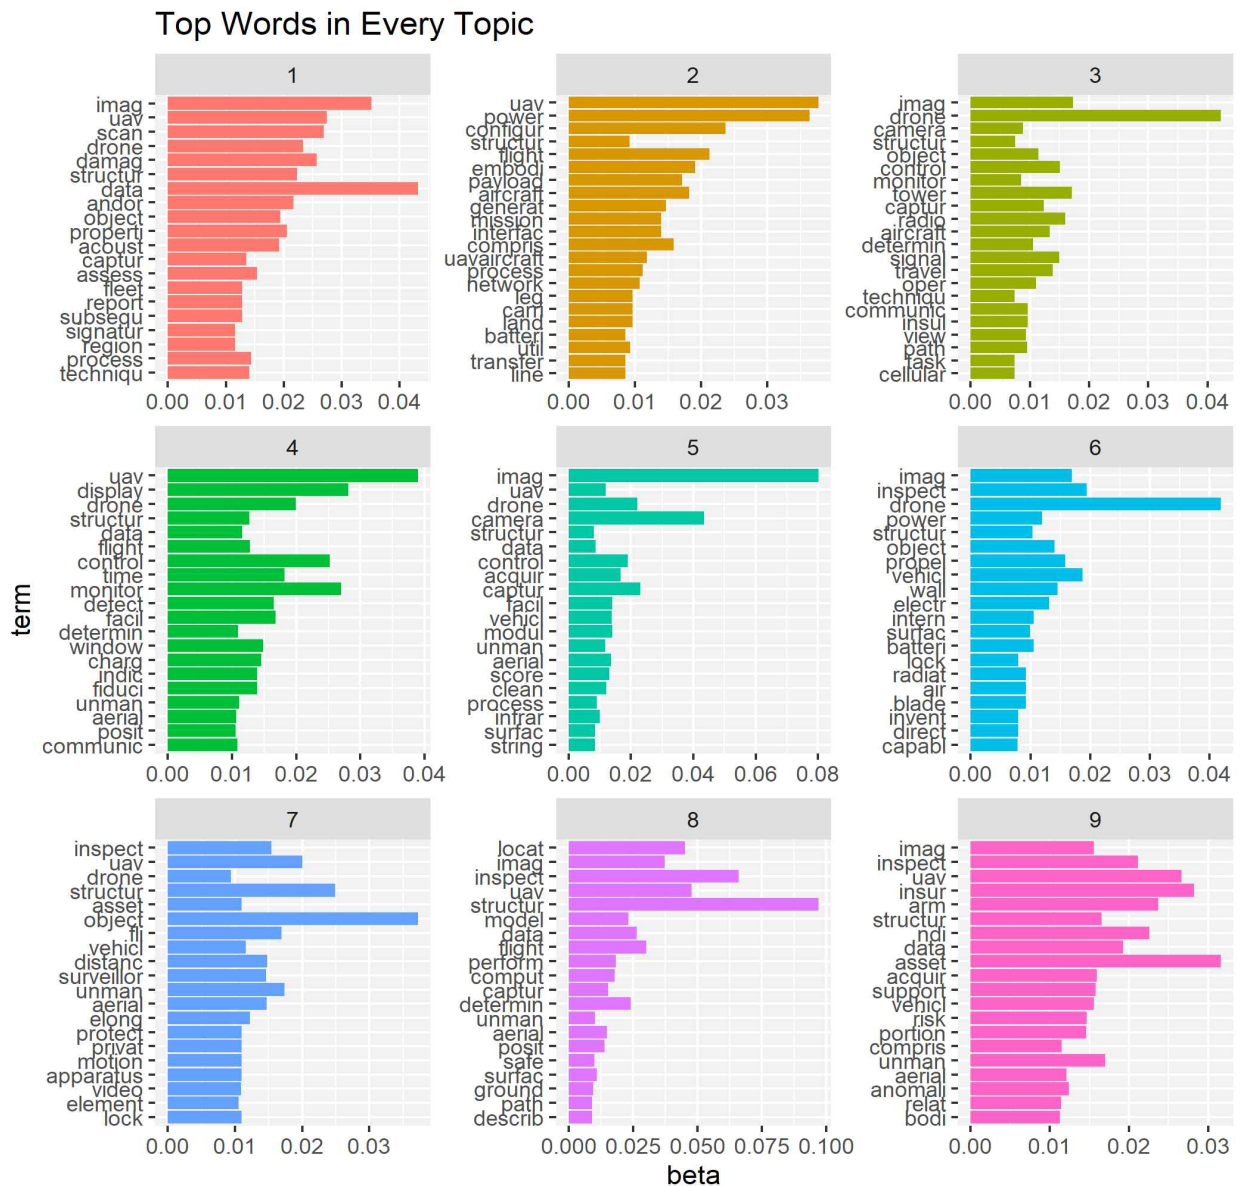 Top Words in Every Topic
1
imag
uav
scan
drone
damag
structur
data
andor
object
properti
acoust
captur
assess
fleet
report
subsequ
signatur
region
process
techniqu
0.00 0.01 0.02 0.03 0.04
2
uav
power
configur
structur
flight
embodi
payload
aircraft
generat
mission
interfac
compris
uavaircraft
process
network
leg
cam
land
batteri
util
transfer
line
0.00 0.01 0.02 0.03
3
imag
drone
camera
structur
object
control
monitor
tower
captur
radio
aircraft
determin
signal
travel
oper
techniqu
communic
insul
view
path
task
cellular
0.00 0.01 0.02 0.03 0.04
4
uav
display
drone
structur
data
flight
control
time
monitor
detect
facil
determin
window
charg
indic
fiduci
unman
aerial
posit
communic
0.00 0.01 0.02 0.03 0.04
5
imag
uav
drone
camera
structur
data
control
acquir
captur
facil
vehicl
modul
unman
aerial
score
clean
process
infrar
surfac
string
0.00 0.02 0.04 0.06 0.08
6
imag
inspect
drone
power
structur
object
propel
vehicl
wall
electr
intern
surfac
batteri
lock
radiat
air
blade
invent
direct
capabl
0.00 0.01 0.02 0.03 0.04
7
inspect
uav
drone
structur
asset
object
fli
vehicl
distanc
surveillor
unman
aerial
elong
protect
privat
motion
apparatus
video
element
lock
0.00 0.01 0.02 0.03
8
locat
imag
inspect
uav
structur
model
data
flight
perform
comput
captur
determin
unman
aerial
posit
safe
surfac
ground
path
describ
0.000 0.025 0.050 0.075 0.100
9
imag
inspect
uav
insur
arm
structur
ndi
data
asset
acquir
support
vehicl
risk
portion
compris
unman
aerial
anomali
relat
bodi
0.00 0.01 0.02 0.03
term
beta